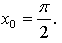 x₀ = π/2.